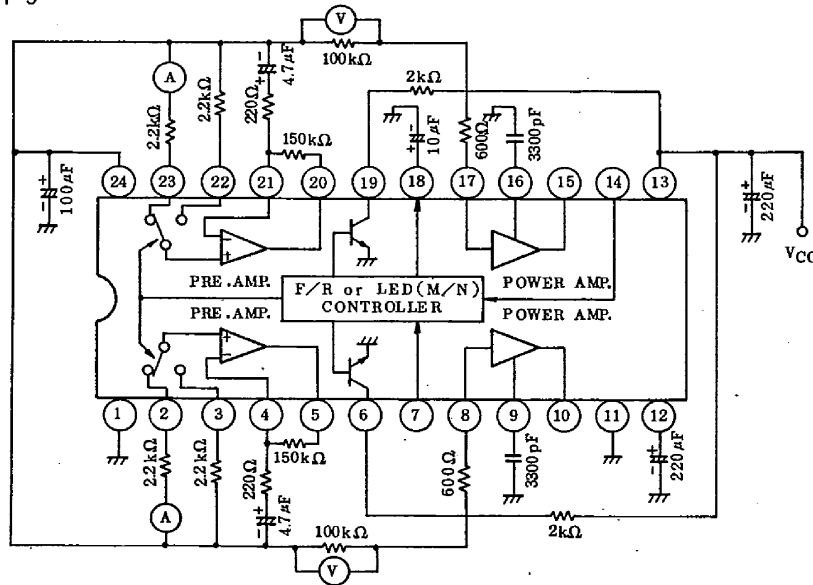 V
100kΩ
A
2.2kΩ
2.2kΩ
220Ω
+ -
4.7μF
150kΩ
2kΩ
+ -
10μF
600Ω
3300pF
+
-
100μF
+
-
220μF
VCC
24 23 22 21 20 19 18 17 16 15 14 13
- +
PRE.AMP.
POWER AMP.
F/R or LED(M/N)
CONTROLLER
PRE.AMP.
POWER AMP.
+ -
1 2 3 4 5 6 7 8 9 10 11 12
2.2kΩ
2.2kΩ
220Ω
150kΩ
- +
4.7μF
600Ω
3300pF
- +
220μF
A
100kΩ
V
2kΩ